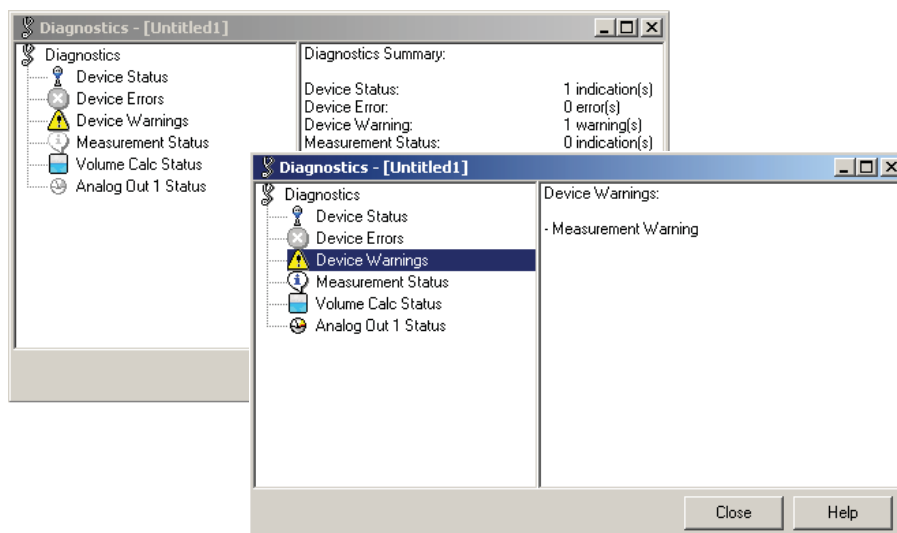 Diagnostics - [Untitled1]
Diagnostics
Device Status
Device Errors
Device Warnings
Measurement Status
Volume Calc Status
Analog Out 1 Status
Diagnostics Summary:
Device Status: 1 indication(s)
Device Error: 0 error(s)
Device Warning: 1 warning(s)
Measurement Status: 0 indication(s)
Diagnostics - [Untitled1]
Diagnostics
Device Status
Device Errors
Device Warnings
Measurement Status
Volume Calc Status
Analog Out 1 Status
Device Warnings:
- Measurement Warning
Close Help